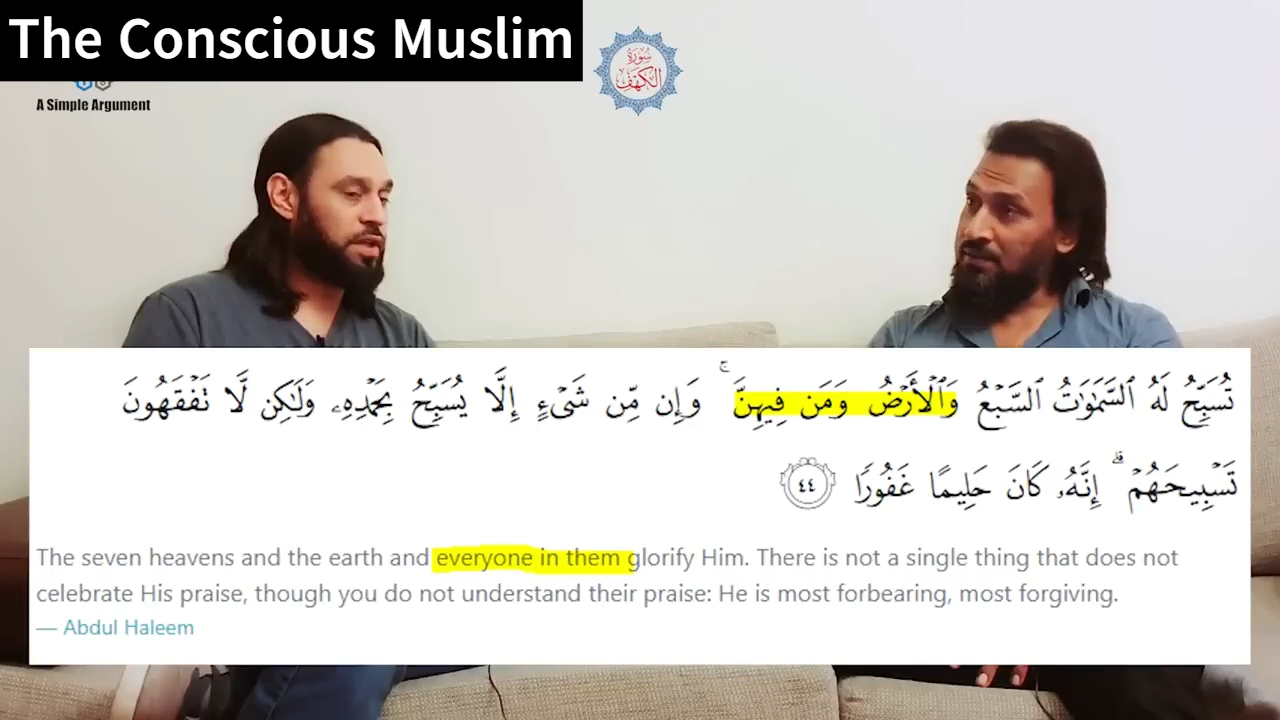 The Conscious Muslim
سُورَةُ
الكَهْف
A Simple Argument
تُسَبِّحُ لَهُ ٱلسَّمَـٰوَٰتُ ٱلسَّبْعُ وَٱلْأَرْضُ وَمَن فِيهِنَّ ۚ وَإِن مِّن شَىْءٍ إِلَّا يُسَبِّحُ بِحَمْدِهِۦ وَلَـٰكِن لَّا تَفْقَهُونَ
تَسْبِيحَهُمْ ۗ إِنَّهُۥ كَانَ حَلِيمًا غَفُورًا ٤٤
The seven heavens and the earth and everyone in them glorify Him. There is not a single thing that does not
celebrate His praise, though you do not understand their praise: He is most forbearing, most forgiving.
— Abdul Haleem